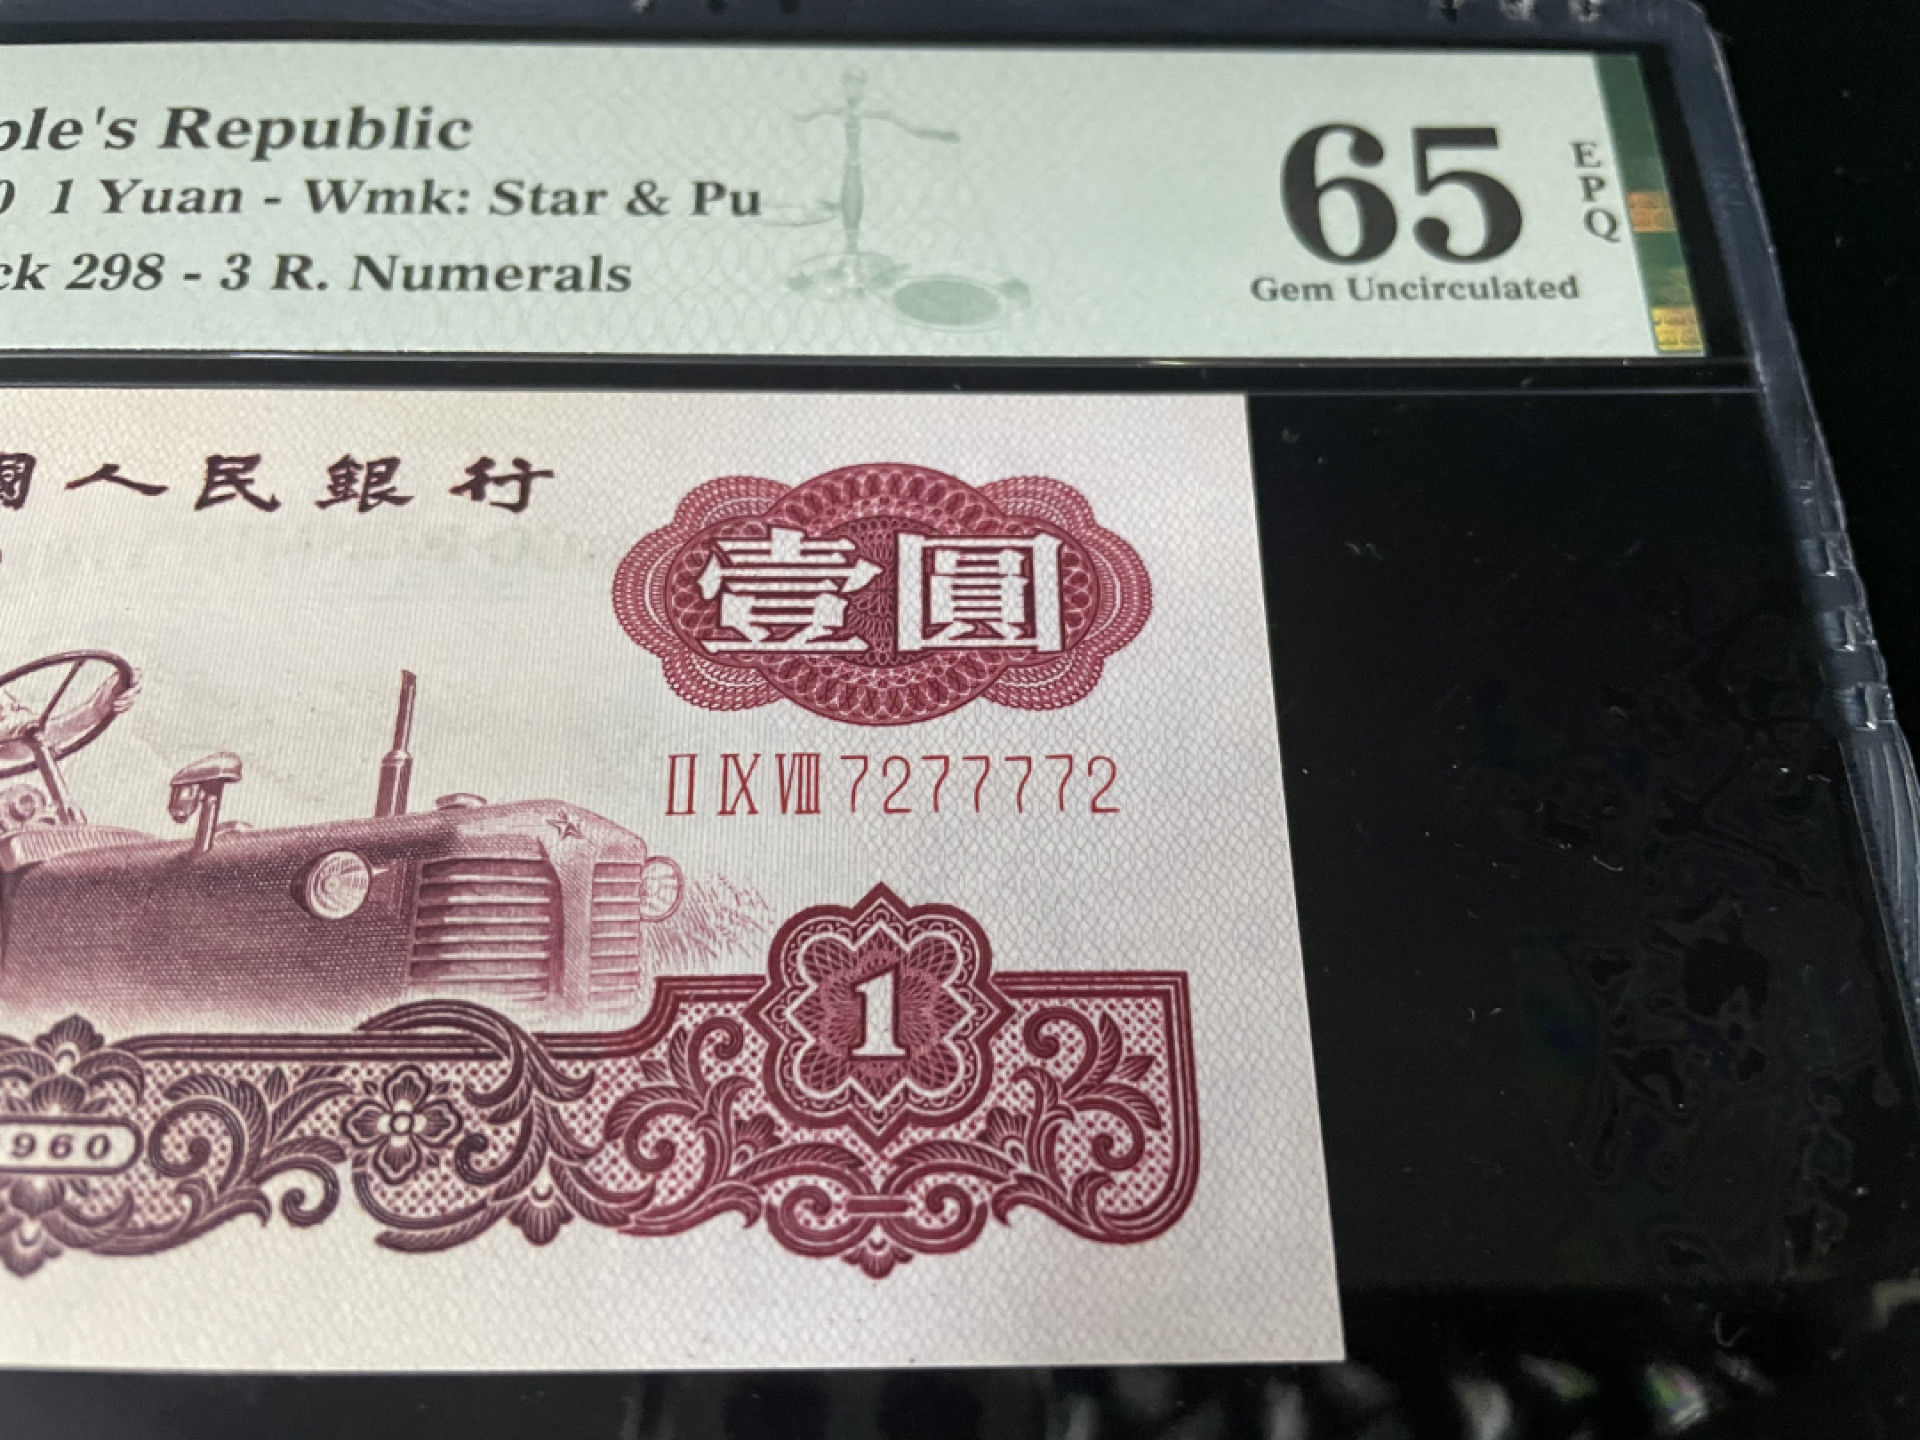 ple's Republic
0 1 Yuan - Wmk: Star & Pu
ck 298 - 3 R. Numerals
65
EPQ
Gem Uncirculated
國人民銀行
壹圓
II IX VIII 7277772
1
960